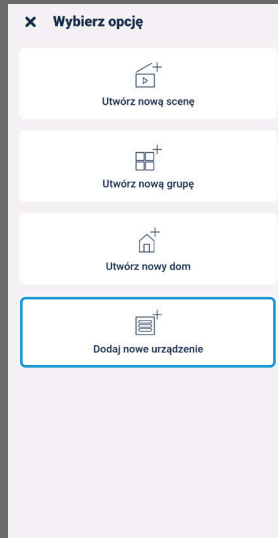 Wybierz opcję
Utwórz nową scenę
Utwórz nową grupę
Utwórz nowy dom
Dodaj nowe urządzenie